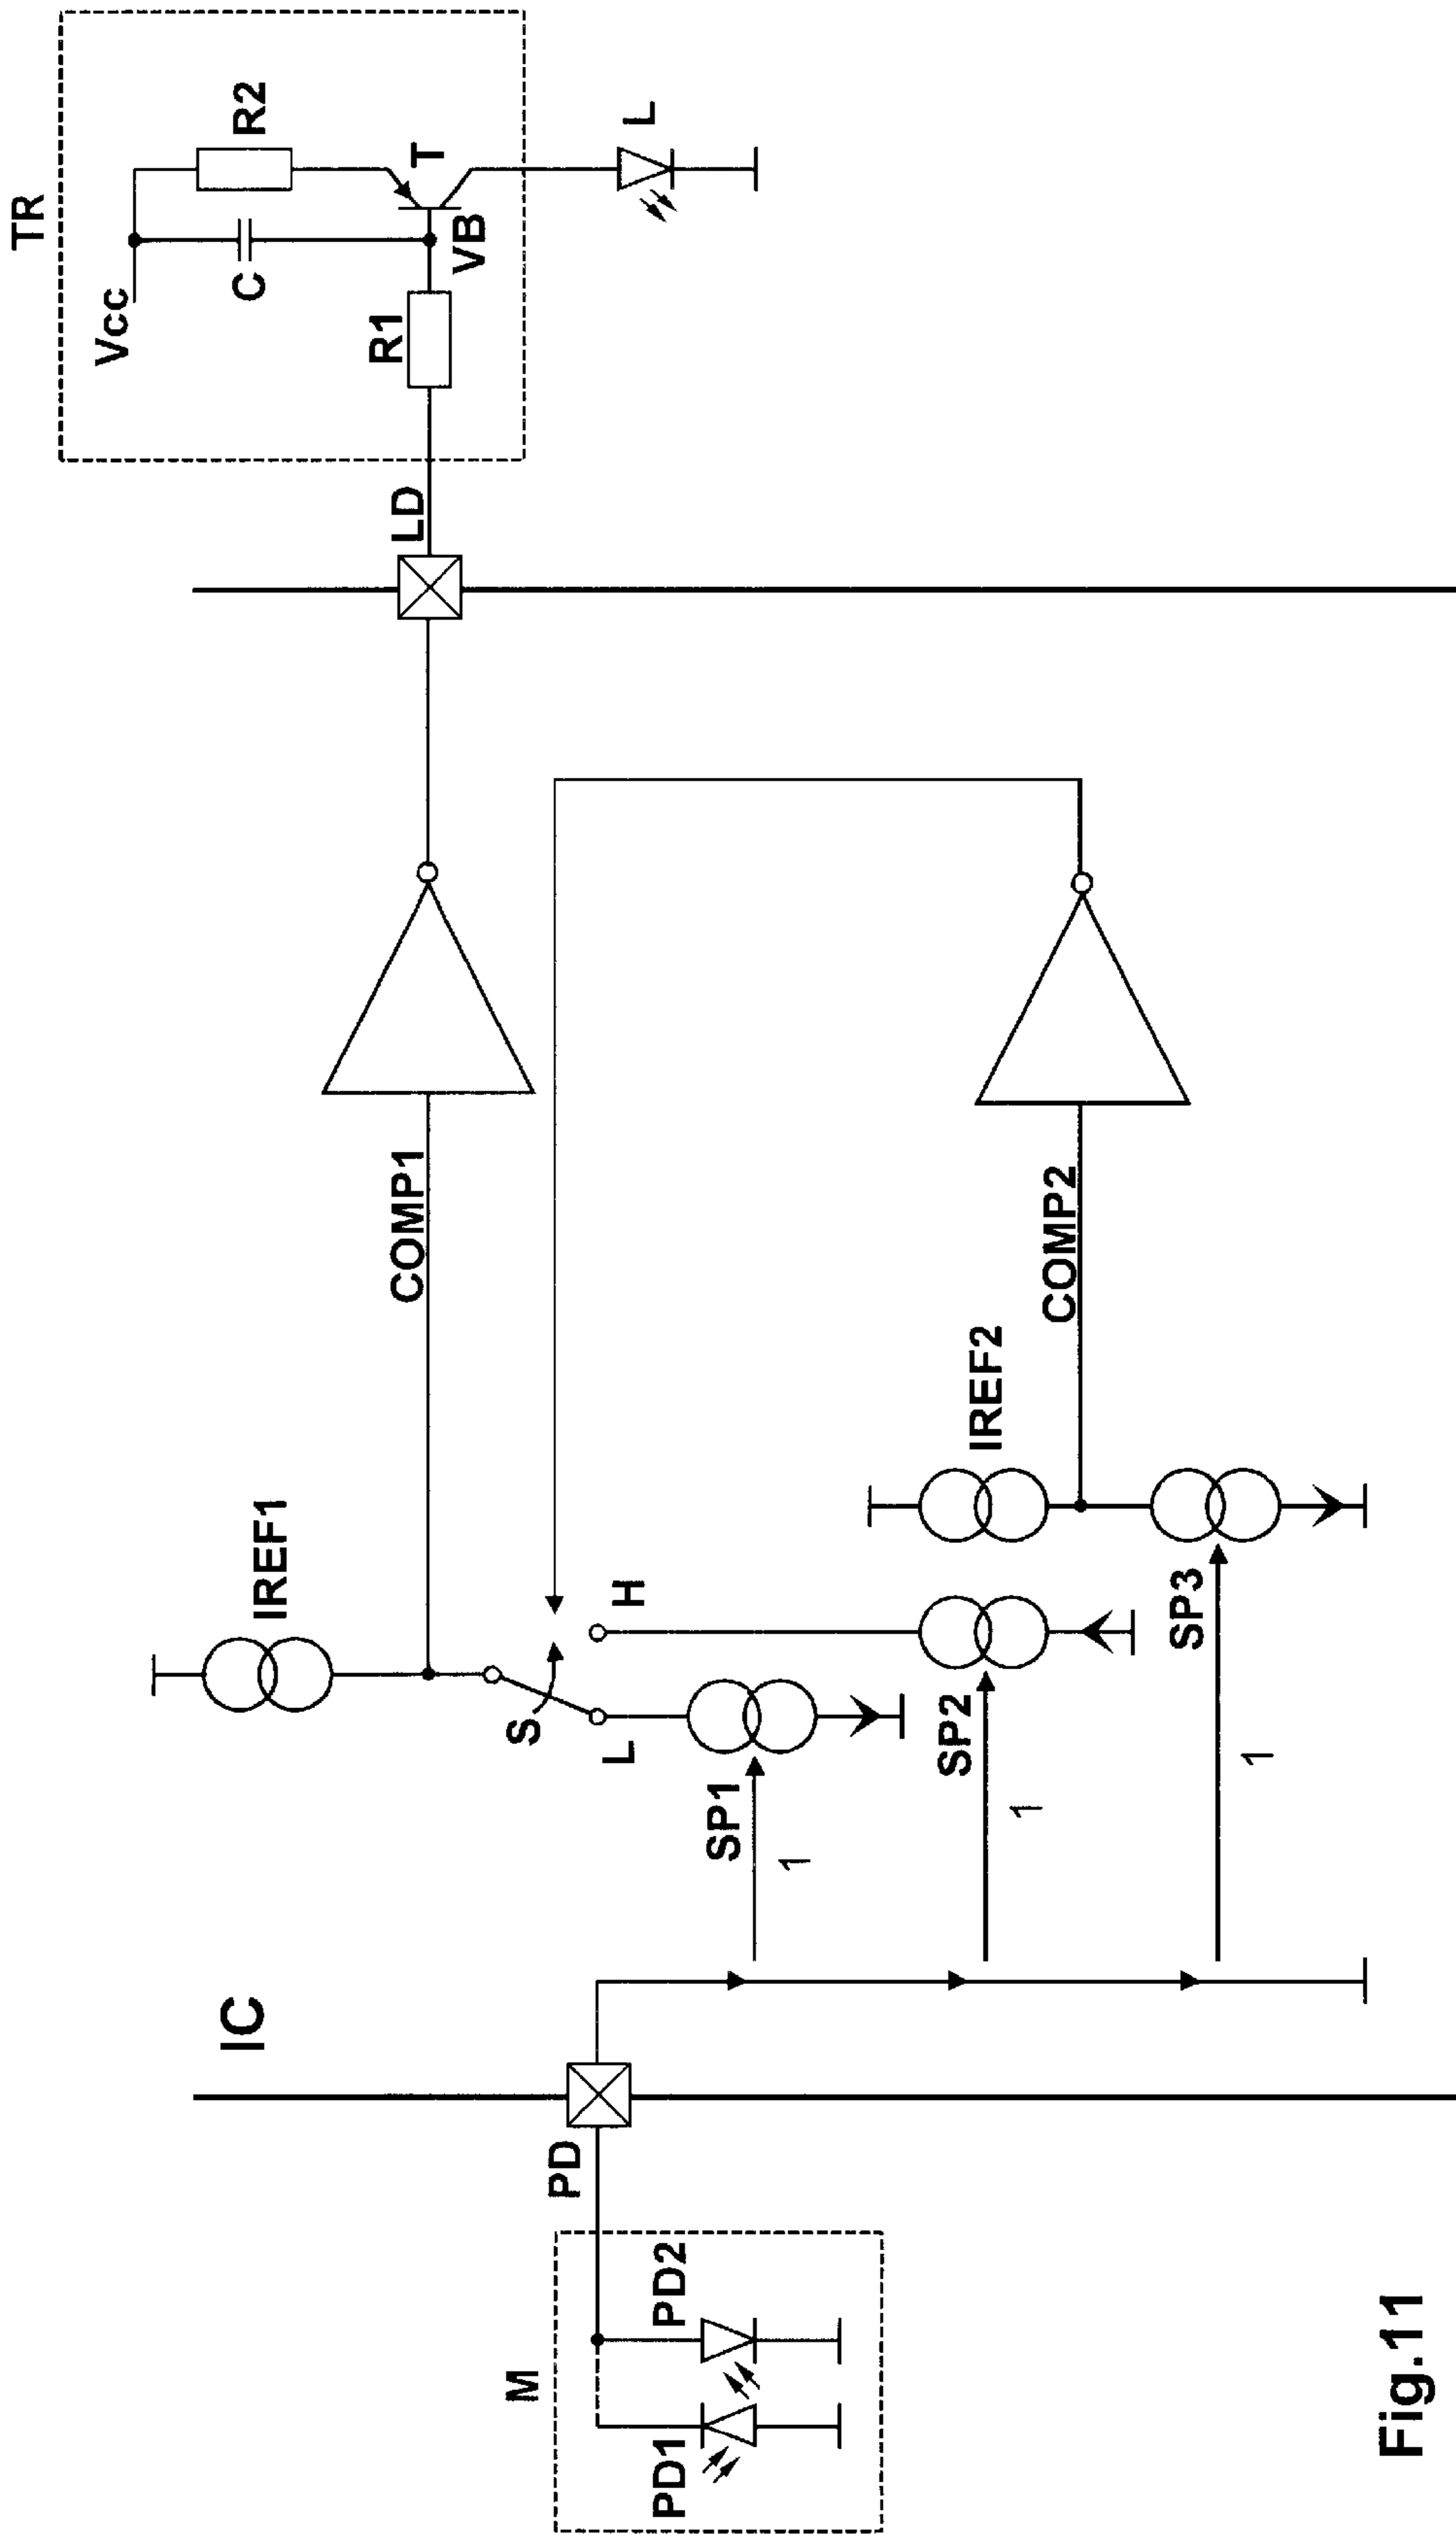 TR
Vcc
R2
C
T
VB
R1
L
LD
IC
IREF1
COMP1
S
L
H
SP1
1
SP2
1
SP3
1
IREF2
COMP2
PD
M
PD1
PD2
Fig.11